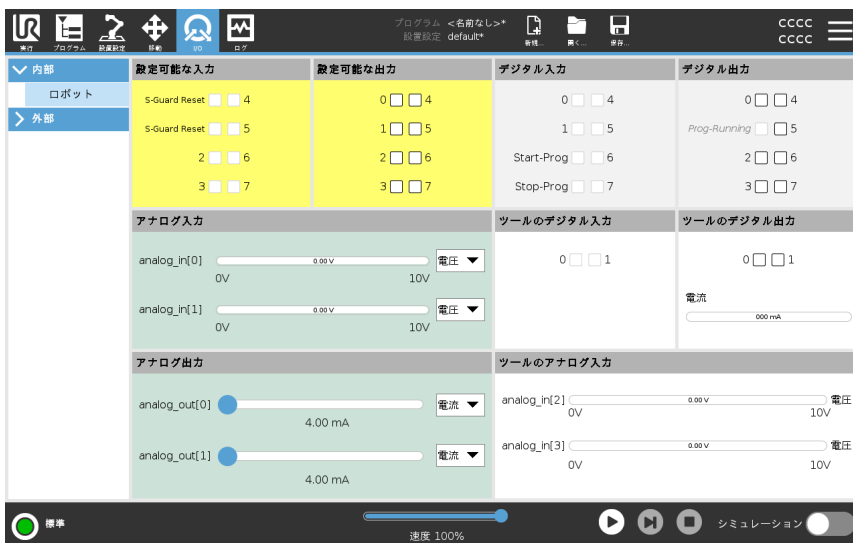 UR
プログラム <名前なし>*
設置設定 default*
cccc
cccc
実行
プログラム
設置設定
移動
I/O
ログ
新規...
開く...
保存...
内部
ロボット
外部
設定可能な入力
S-Guard Reset 4
S-Guard Reset 5
2 6
3 7
設定可能な出力
0 4
1 5
2 6
3 7
デジタル入力
0 4
1 5
Start-Prog 6
Stop-Prog 7
デジタル出力
0 4
Prog-Running 5
2 6
3 7
アナログ入力
analog_in[0] 0.00 V 電圧
0V 10V
analog_in[1] 0.00 V 電圧
0V 10V
ツールのデジタル入力
0 1
ツールのデジタル出力
0 1
電流
000 mA
アナログ出力
analog_out[0] 電流
4.00 mA
analog_out[1] 電流
4.00 mA
ツールのアナログ入力
analog_in[2] 0.00 V 電圧
0V 10V
analog_in[3] 0.00 V 電圧
0V 10V
標準
速度 100%
シミュレーション